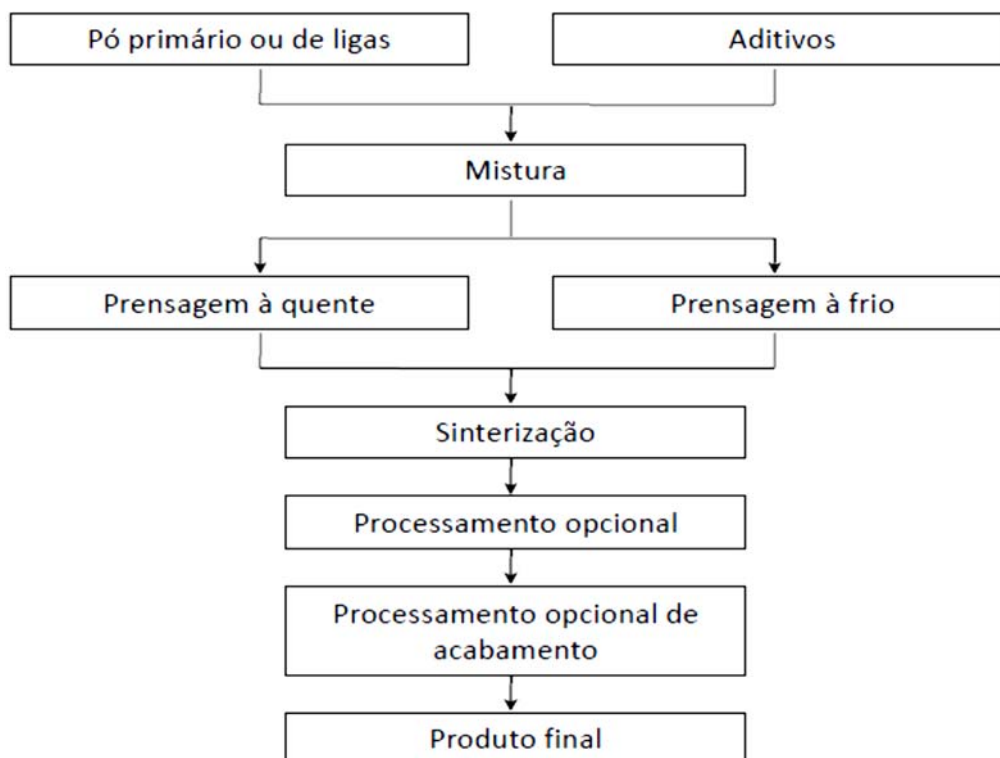 Pó primário ou de ligas
Aditivos
Mistura
Prensagem à quente
Prensagem à frio
Sinterização
Processamento opcional
Processamento opcional de
acabamento
Produto final